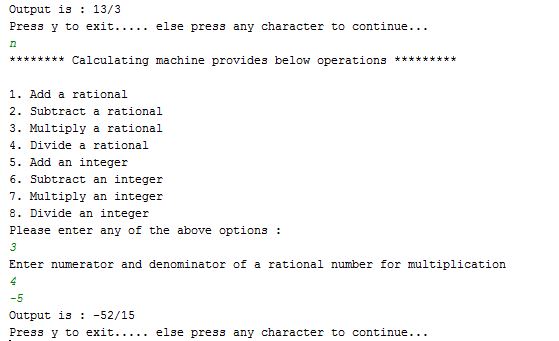 Output is : 13/3
Press y to exit..... else press any character to continue...
n
******** Calculating machine provides below operations *********
1. Add a rational
2. Subtract a rational
3. Multiply a rational
4. Divide a rational
5. Add an integer
6. Subtract an integer
7. Multiply an integer
8. Divide an integer
Please enter any of the above options :
3
Enter numerator and denominator of a rational number for multiplication
4
-5
Output is : -52/15
Press y to exit..... else press any character to continue...